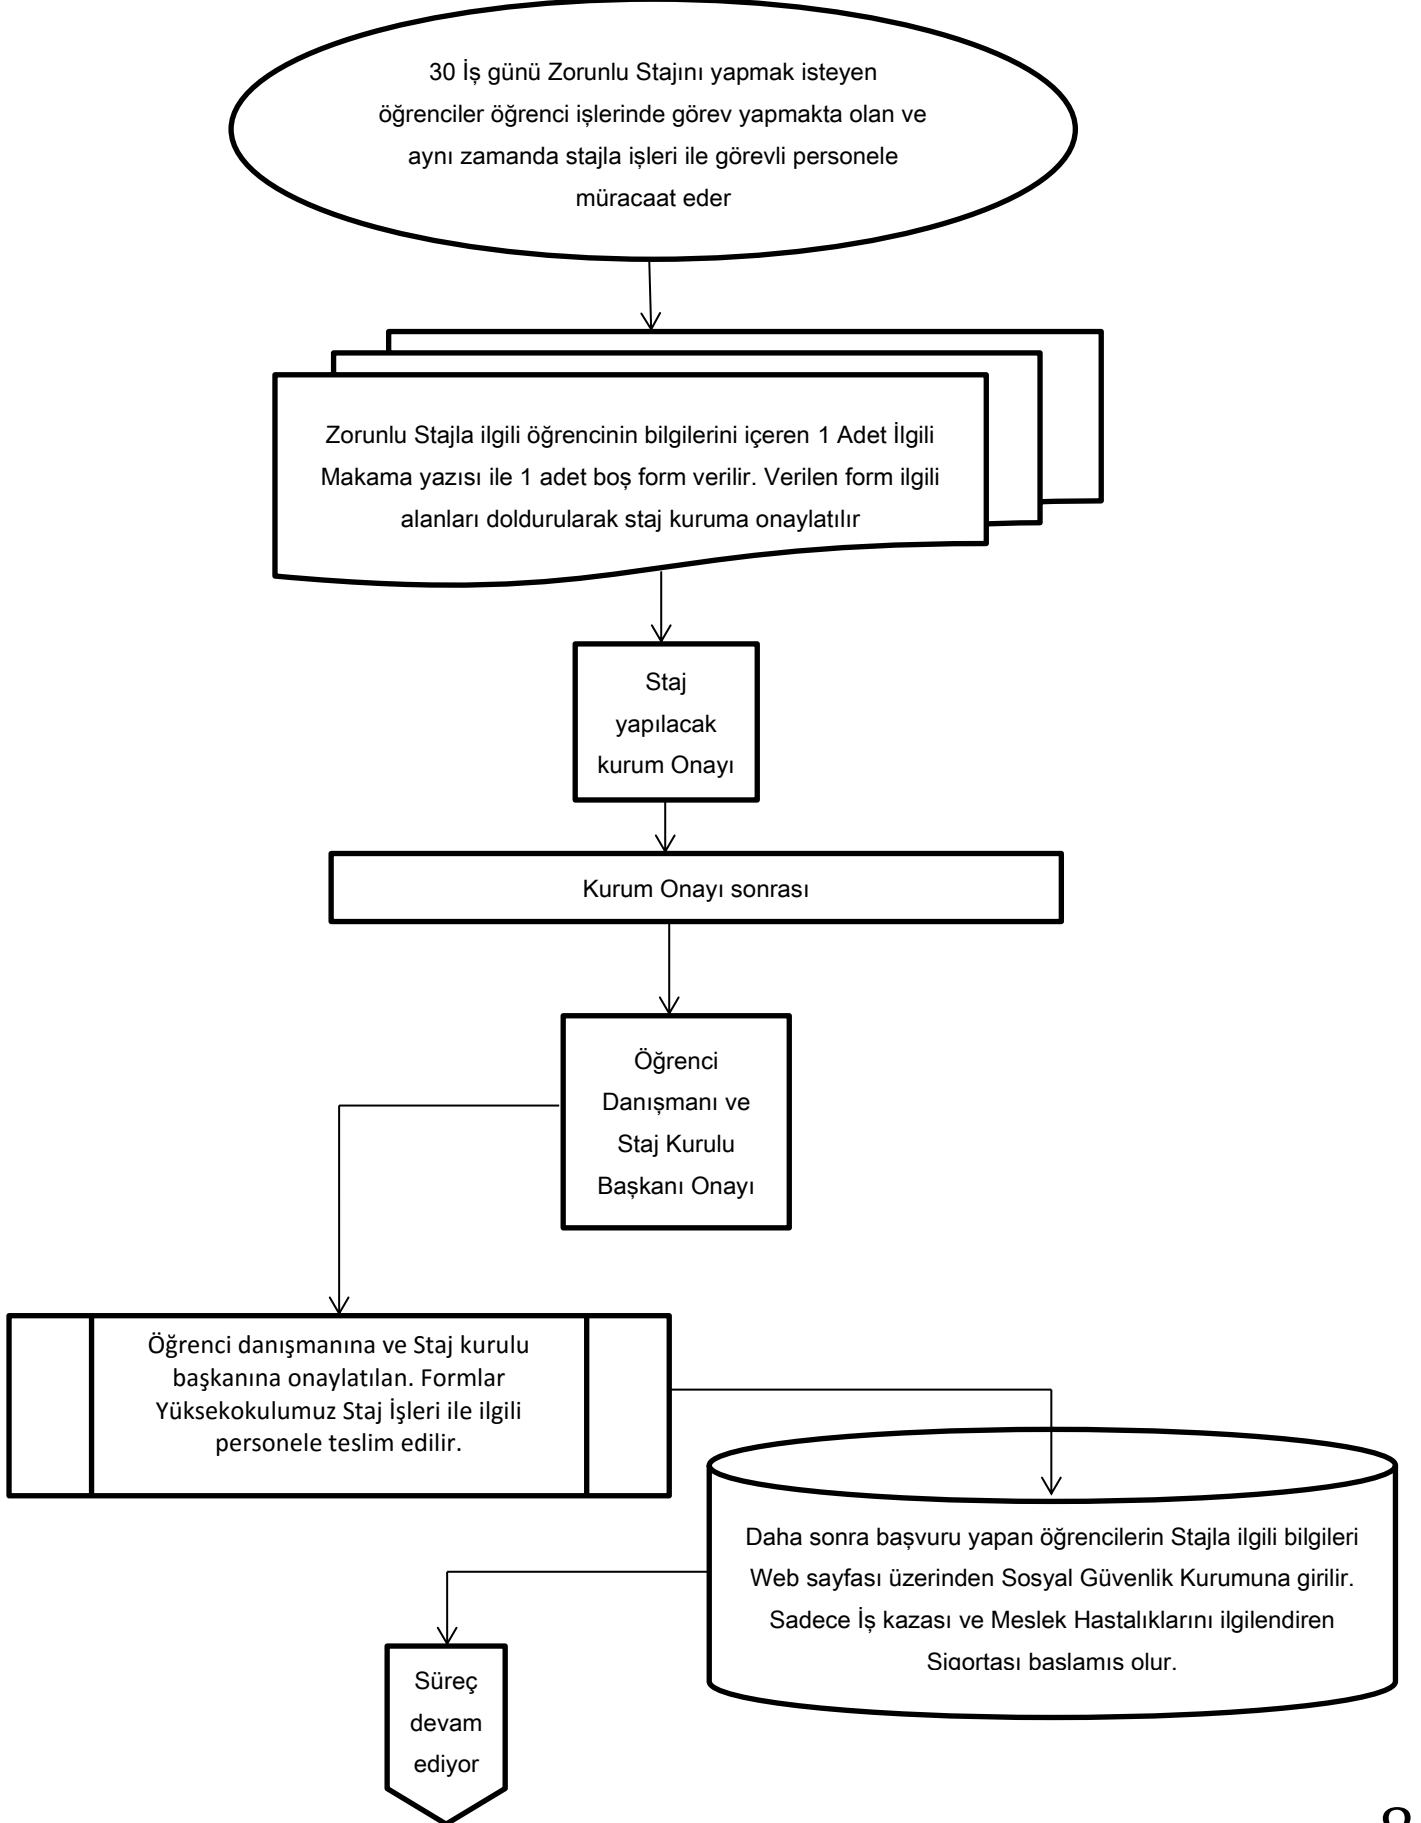 30 İş günü Zorunlu Stajını yapmak isteyen
öğrenciler öğrenci işlerinde görev yapmakta olan ve
aynı zamanda stajla işleri ile görevli personele
müracaat eder
Zorunlu Stajla ilgili öğrencinin bilgilerini içeren 1 Adet İlgili
Makama yazısı ile 1 adet boş form verilir. Verilen form ilgili
alanları doldurularak staj kuruma onaylatılır
Staj
yapılacak
kurum Onayı
Kurum Onayı sonrası
Öğrenci
Danışmanı ve
Staj Kurulu
Başkanı Onayı
Öğrenci danışmanına ve Staj kurulu
başkanına onaylatılan. Formlar
Yüksekokulumuz Staj İşleri ile ilgili
personele teslim edilir.
Daha sonra başvuru yapan öğrencilerin Stajla ilgili bilgileri
Web sayfası üzerinden Sosyal Güvenlik Kurumuna girilir.
Sadece İş kazası ve Meslek Hastalıklarını ilgilendiren
Sigortası başlamış olur.
Süreç
devam
ediyor